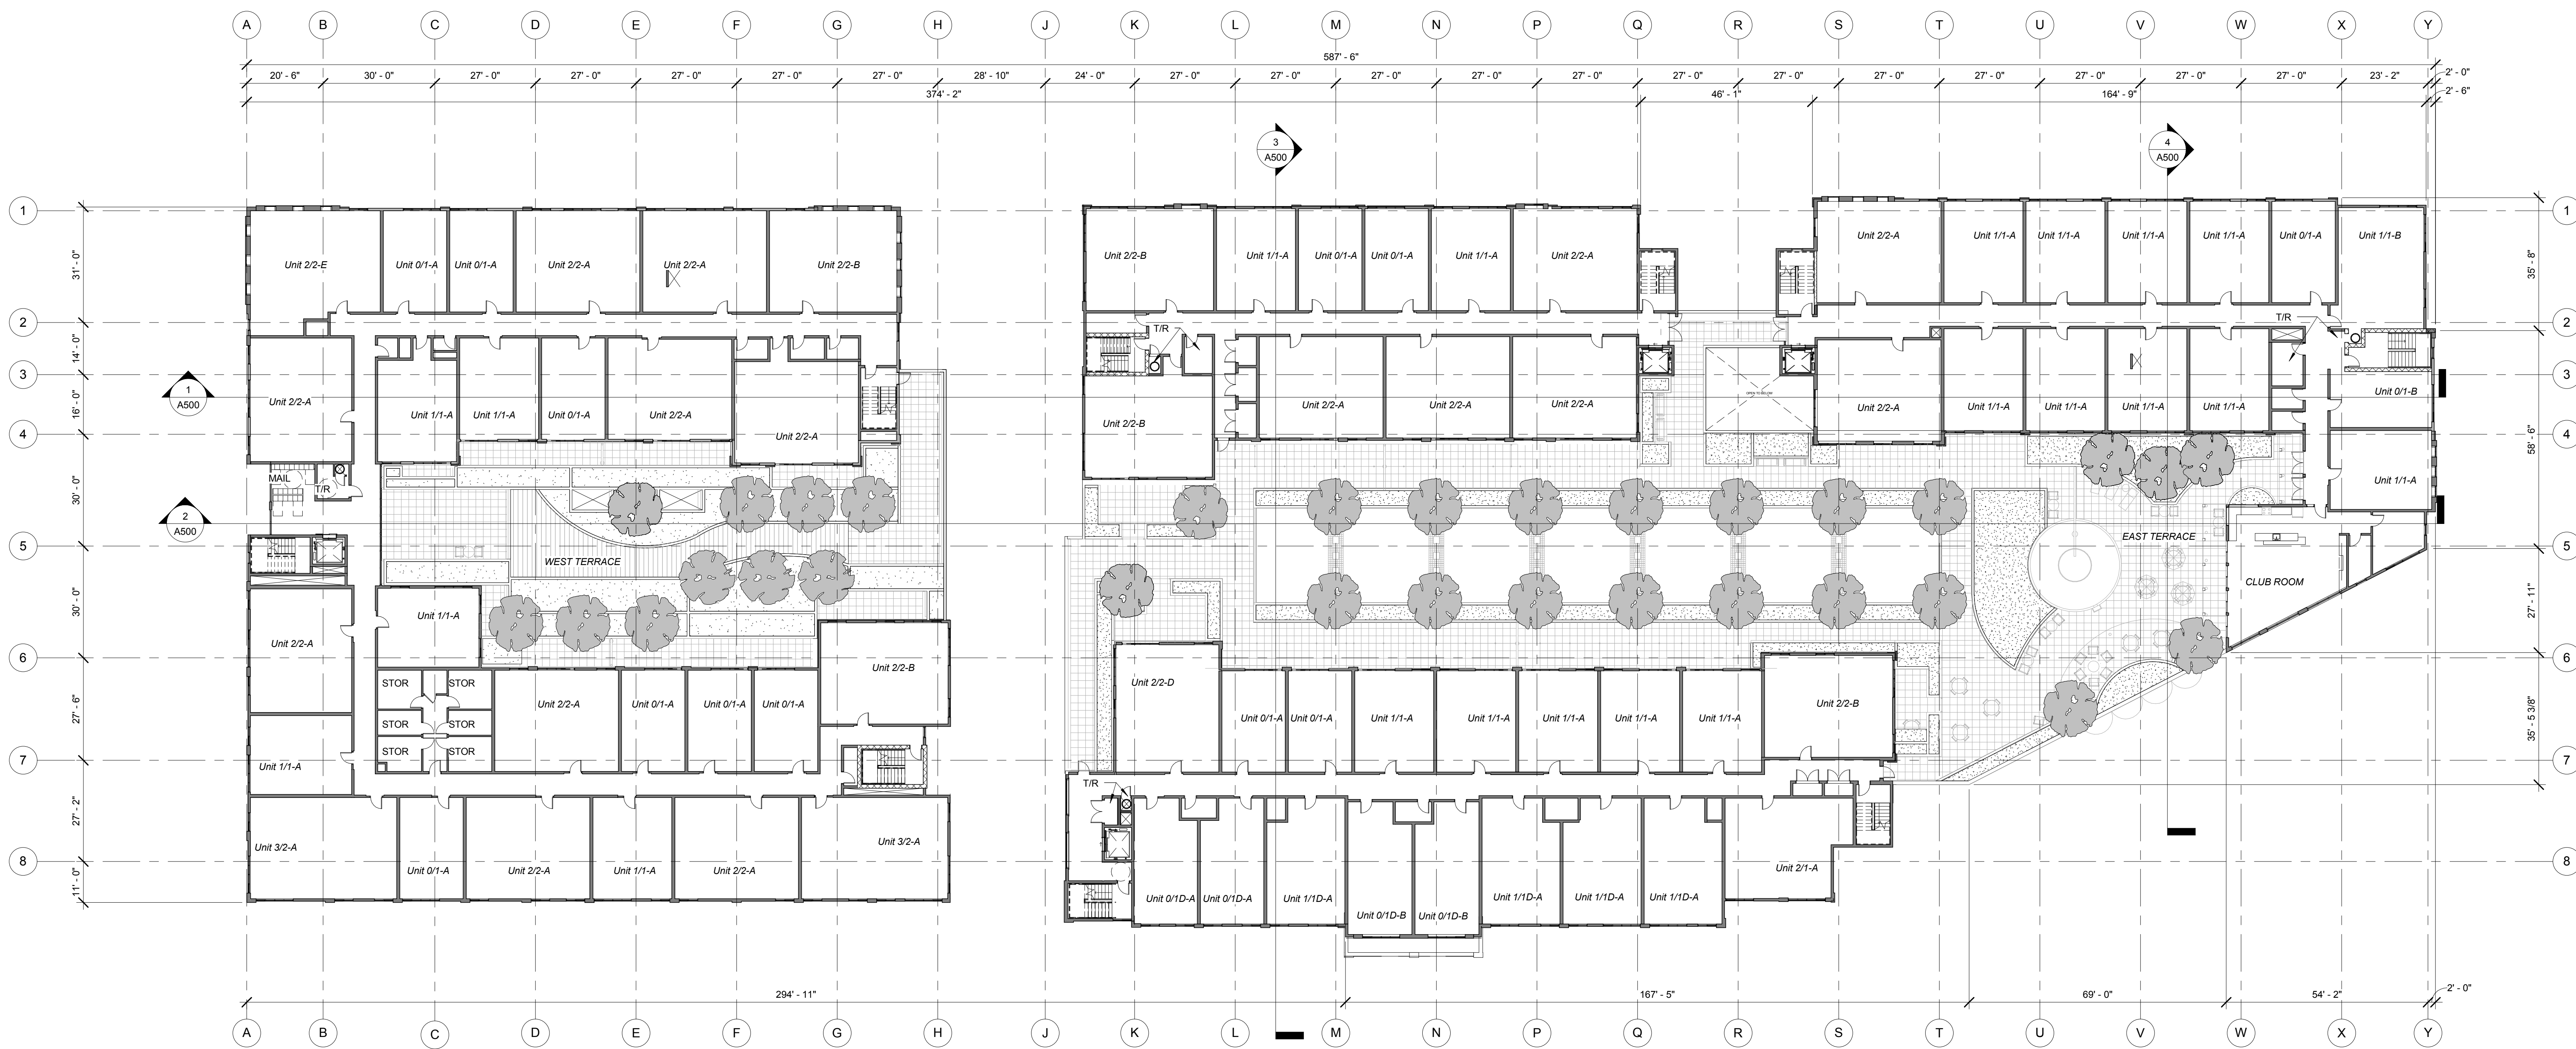 A B C D E F G H J K L M N P Q R S T U V W X Y
587' - 6"
20' - 6" 30' - 0" 27' - 0" 27' - 0" 27' - 0" 27' - 0" 27' - 0" 28' - 10" 24' - 0" 27' - 0" 27' - 0" 27' - 0" 27' - 0" 27' - 0" 27' - 0" 27' - 0" 27' - 0" 27' - 0" 27' - 0" 27' - 0" 27' - 0" 23' - 2" 2' - 0"
374' - 2" 46' - 1" 164' - 9" 2' - 6"
3 4
A500 A500
1 1
Unit 2/2-A Unit 1/1-A Unit 1/1-A Unit 1/1-A Unit 1/1-A Unit 0/1-A Unit 1/1-B
Unit 2/2-B Unit 1/1-A Unit 0/1-A Unit 0/1-A Unit 1/1-A Unit 2/2-A
31' - 0" 35' - 8"
Unit 2/2-E Unit 0/1-A Unit 0/1-A Unit 2/2-A Unit 2/2-A Unit 2/2-B
2 T/R T/R 2
14' - 0"
3 3
1
A500
Unit 2/2-A 16' - 0" Unit 0/1-B
OPEN TO BELOW
Unit 1/1-A Unit 1/1-A Unit 0/1-A Unit 2/2-A Unit 2/2-A Unit 2/2-A Unit 2/2-A Unit 2/2-A Unit 1/1-A Unit 1/1-A Unit 1/1-A Unit 1/1-A
Unit 2/2-B
4 Unit 2/2-A 4
58' - 6"
MAIL T/R 30' - 0" Unit 1/1-A
2
A500
5 EAST TERRACE 5
WEST TERRACE
CLUB ROOM
30' - 0" 27' - 11"
Unit 1/1-A
Unit 2/2-A
6 6
Unit 2/2-B
STOR STOR Unit 2/2-D
27' - 6" Unit 2/2-A Unit 0/1-A Unit 0/1-A Unit 0/1-A Unit 2/2-B 35' - 5 3/8"
Unit 0/1-A Unit 0/1-A Unit 1/1-A Unit 1/1-A Unit 1/1-A Unit 1/1-A Unit 1/1-A
STOR STOR
STOR STOR
7 Unit 1/1-A 7
T/R
27' - 2"
Unit 3/2-A Unit 3/2-A
8 8
Unit 0/1-A Unit 2/2-A Unit 1/1-A Unit 2/2-A Unit 2/1-A
11' - 0"
Unit 0/1D-A Unit 0/1D-A Unit 1/1D-A Unit 1/1D-A Unit 1/1D-A Unit 1/1D-A
Unit 0/1D-B Unit 0/1D-B
294' - 11" 167' - 5" 69' - 0" 54' - 2" 2' - 0"
A B C D E F G H J K L M N P Q R S T U V W X Y